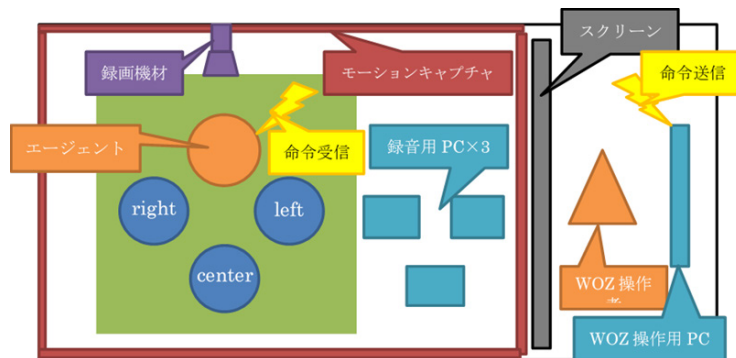 スクリーン
録画機材
モーションキャプチャ
命令送信
エージェント
命令受信
録音用 PC×3
right
left
center
WOZ 操作
WOZ 操作用 PC